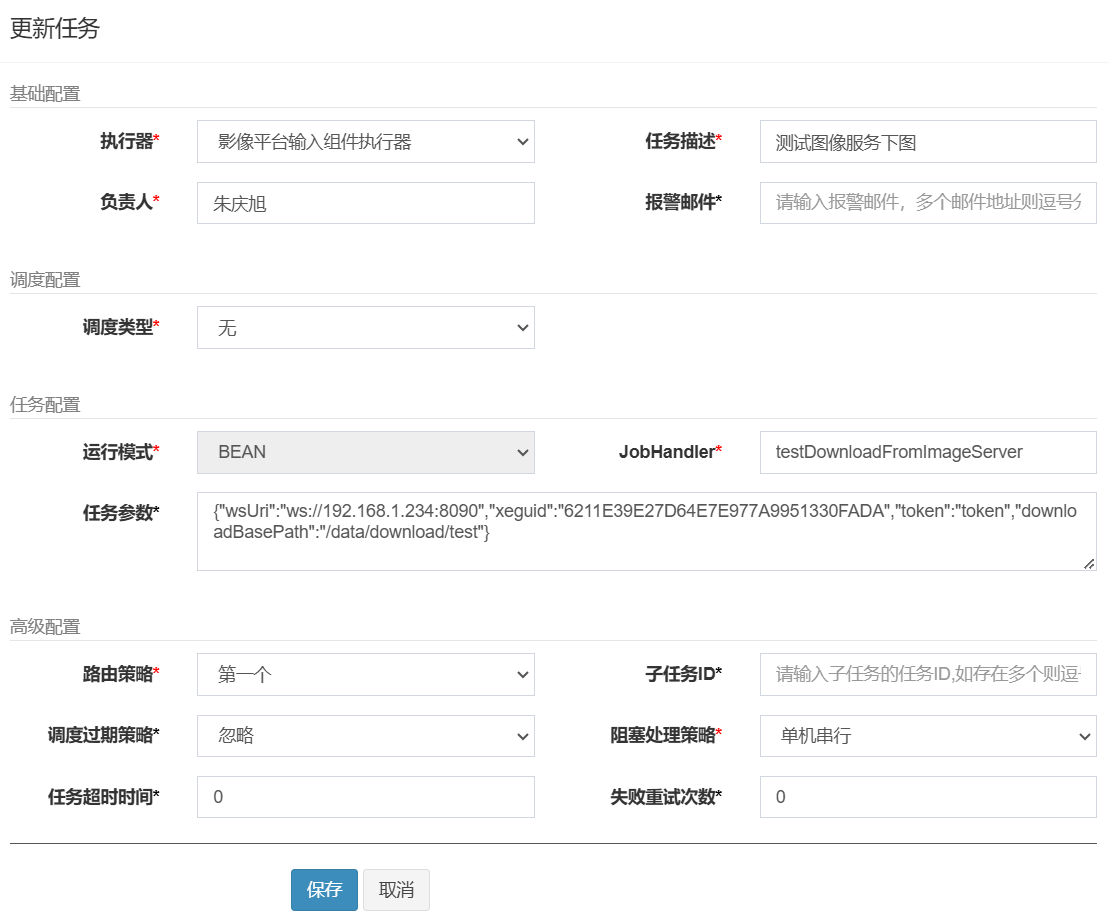 更新任务
基础配置
执行器* 影像平台输入组件执行器 任务描述* 测试图像服务下图
负责人* 朱庆旭 报警邮件* 请输入报警邮件，多个邮件地址则逗号分
调度配置
调度类型* 无
任务配置
运行模式* BEAN JobHandler* testDownloadFromImageServer
任务参数* {"wsUri":"ws://192.168.1.234:8090","xeguid":"6211E39E27D64E7E977A9951330FADA","token":"token","downlo
adBasePath":"/data/download/test"}
高级配置
路由策略* 第一个 子任务ID* 请输入子任务的任务ID,如存在多个则逗
调度过期策略* 忽略 阻塞处理策略* 单机串行
任务超时时间* 0 失败重试次数* 0
保存 取消